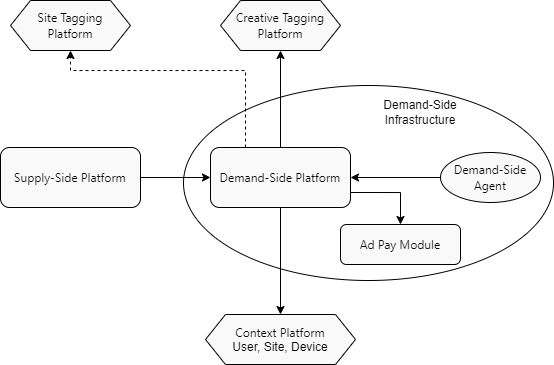 Site Tagging
Platform
Creative Tagging
Platform
Demand-Side
Infrastructure
Supply-Side Platform
Demand-Side Platform
Demand-Side
Agent
Ad Pay Module
Context Platform
User, Site, Device